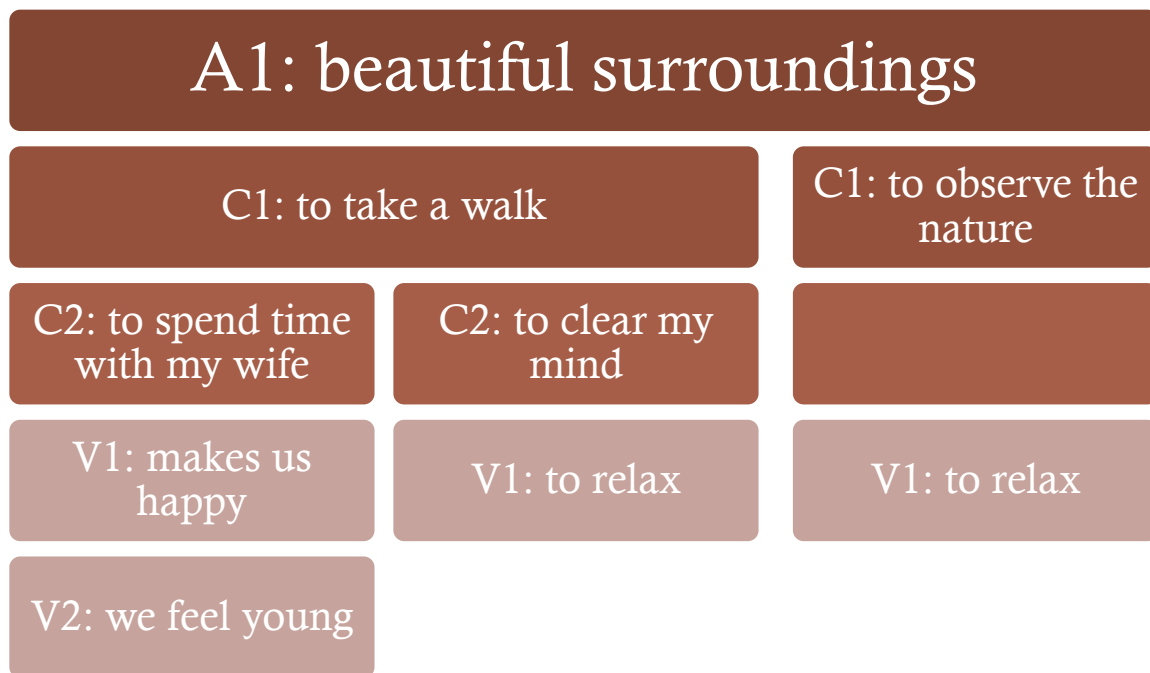 A1: beautiful surroundings
C1: to take a walk
C1: to observe the
nature
C2: to spend time
with my wife
C2: to clear my
mind
V1: makes us
happy
V1: to relax
V1: to relax
V2: we feel young